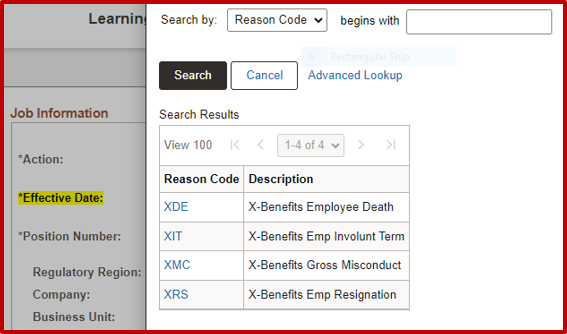 Learning
Search by: Reason Code begins with
Rectangular Snip
Search Cancel Advanced Lookup
Search Results
View 100 1-4 of 4
Reason Code Description
XDE X-Benefits Employee Death
XIT X-Benefits Emp Involunt Term
XMC X-Benefits Gross Misconduct
XRS X-Benefits Emp Resignation
Job Information
*Action:
*Effective Date:
*Position Number:
Regulatory Region:
Company:
Business Unit: